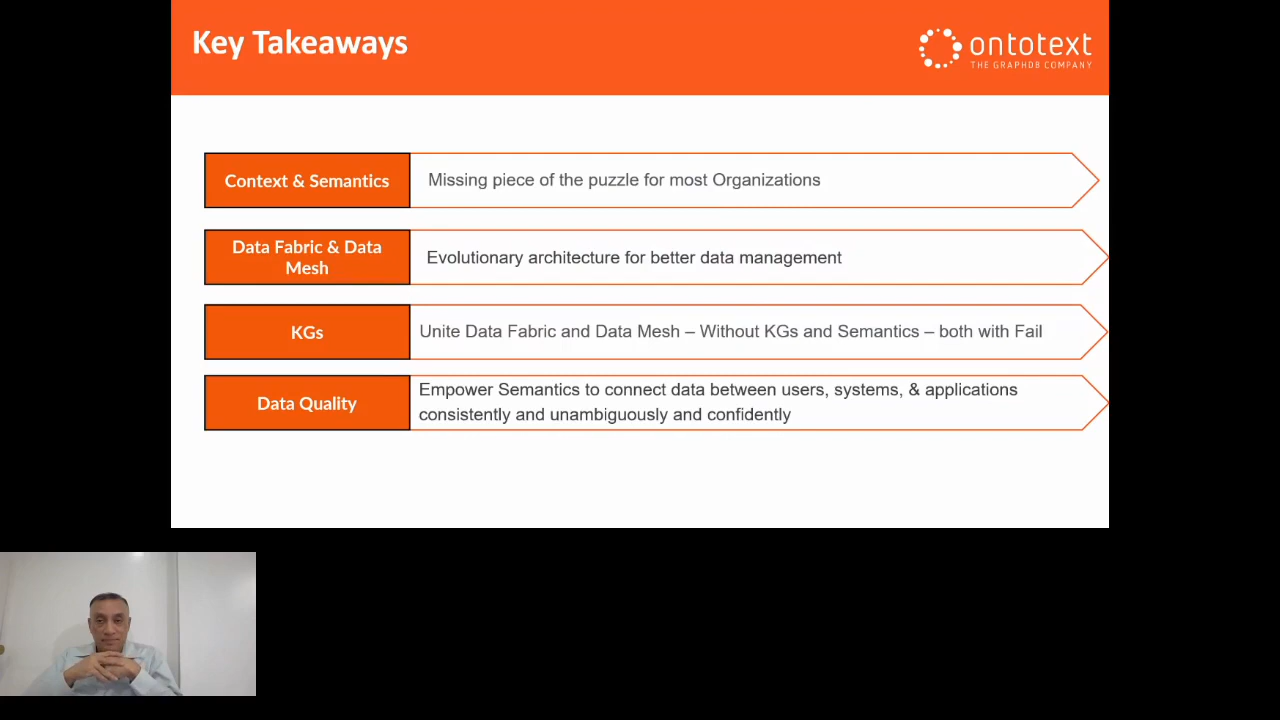 Key Takeaways
ontotext
THE GRAPHDB COMPANY
Context & Semantics
Missing piece of the puzzle for most Organizations
Data Fabric & Data
Mesh
Evolutionary architecture for better data management
KGs
Unite Data Fabric and Data Mesh – Without KGs and Semantics – both with Fail
Data Quality
Empower Semantics to connect data between users, systems, & applications
consistently and unambiguously and confidently